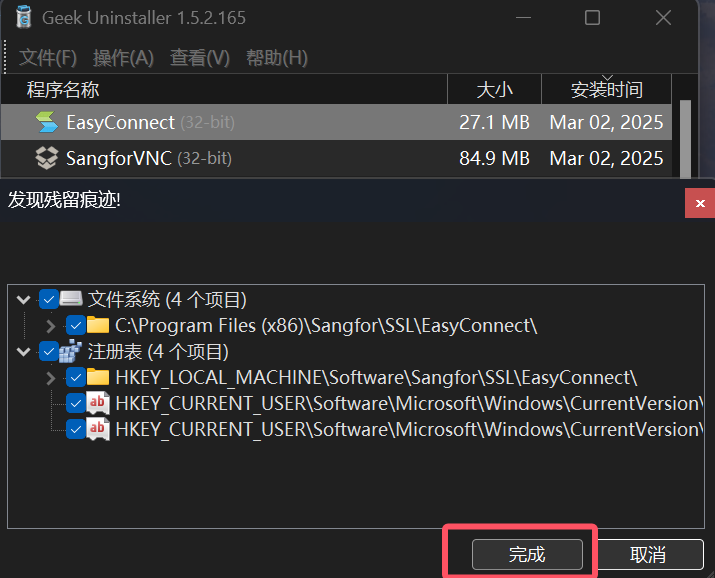 Geek Uninstaller 1.5.2.165
文件(F) 操作(A) 查看(V) 帮助(H)
程序名称 大小 安装时间
EasyConnect (32-bit) 27.1 MB Mar 02, 2025
SangforVNC (32-bit) 84.9 MB Mar 02, 2025
发现残留痕迹!
文件系统 (4 个项目)
C:\Program Files (x86)\Sangfor\SSL\EasyConnect\
注册表 (4 个项目)
HKEY_LOCAL_MACHINE\Software\Sangfor\SSL\EasyConnect\
ab HKEY_CURRENT_USER\Software\Microsoft\Windows\CurrentVersion\
ab HKEY_CURRENT_USER\Software\Microsoft\Windows\CurrentVersion\
完成 取消